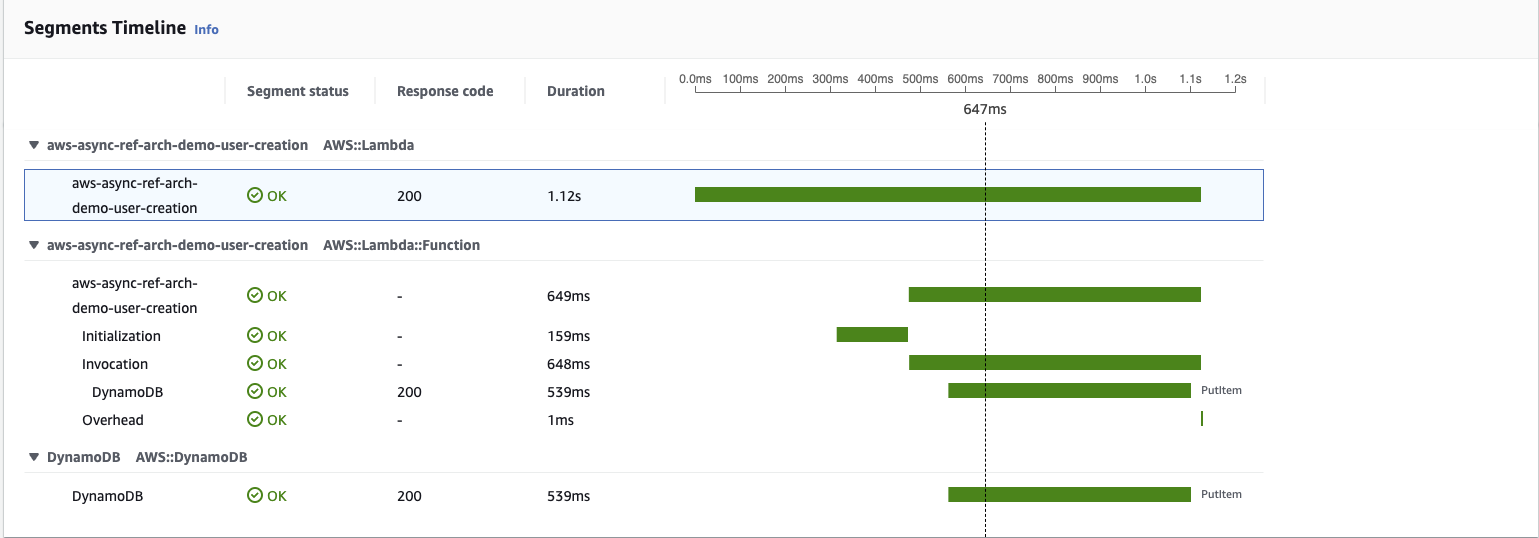 Segments Timeline Info
0.0ms 100ms 200ms 300ms 400ms 500ms 600ms 700ms 800ms 900ms 1.0s 1.1s 1.2s
Segment status Response code Duration
647ms
aws-async-ref-arch-demo-user-creation AWS::Lambda
aws-async-ref-arch-
demo-user-creation OK 200 1.12s
aws-async-ref-arch-demo-user-creation AWS::Lambda::Function
aws-async-ref-arch-
demo-user-creation OK - 649ms
Initialization OK - 159ms
Invocation OK - 648ms
DynamoDB OK 200 539ms PutItem
Overhead OK - 1ms
DynamoDB AWS::DynamoDB
DynamoDB OK 200 539ms PutItem